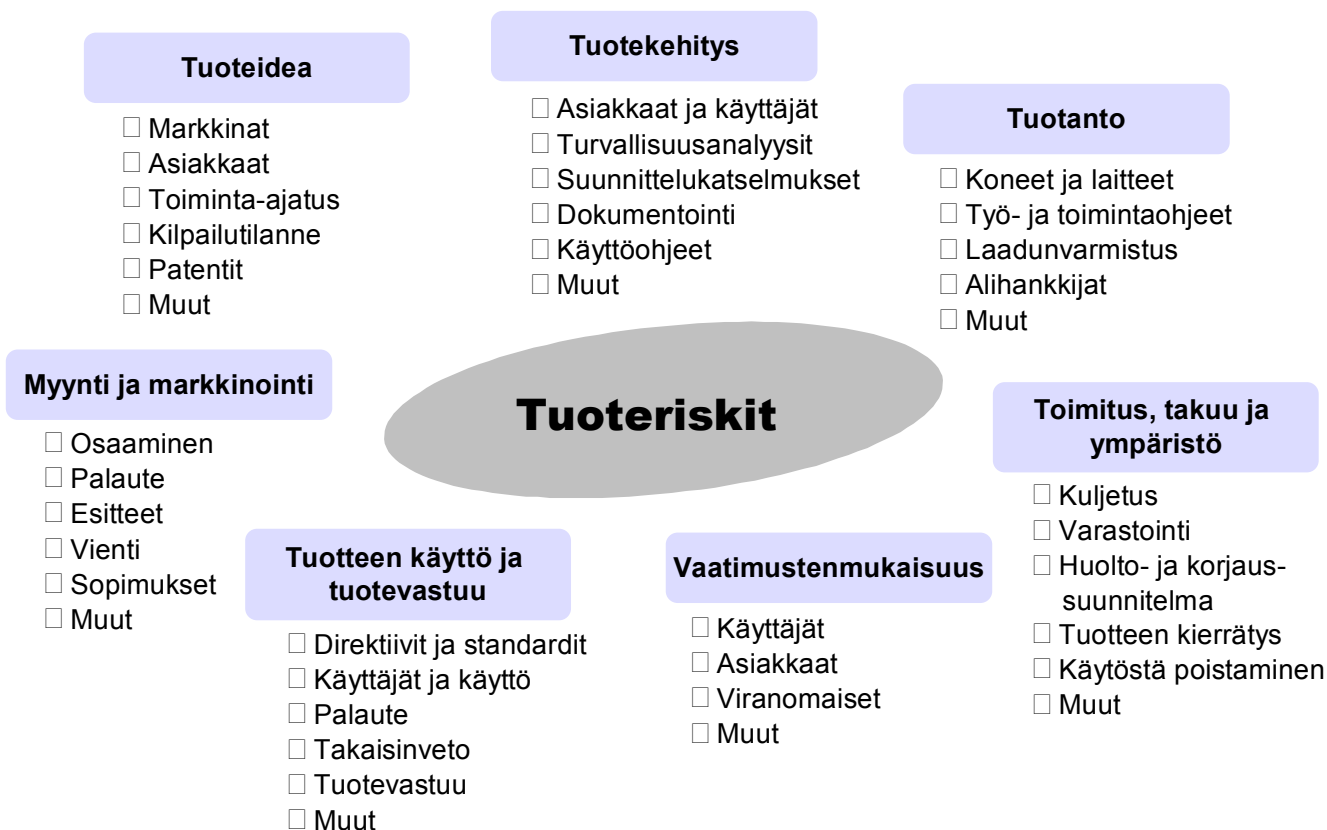 Tuoteidea
☐ Markkinat
☐ Asiakkaat
☐ Toiminta-ajatus
☐ Kilpailutilanne
☐ Patentit
☐ Muut
Tuotekehitys
☐ Asiakkaat ja käyttäjät
☐ Turvallisuusanalyysit
☐ Suunnittelukatselmukset
☐ Dokumentointi
☐ Käyttöohjeet
☐ Muut
Tuotanto
☐ Koneet ja laitteet
☐ Työ- ja toimintaohjeet
☐ Laadunvarmistus
☐ Alihankkijat
☐ Muut
Myynti ja markkinointi
☐ Osaaminen
☐ Palaute
☐ Esitteet
☐ Vienti
☐ Sopimukset
☐ Muut
Tuoteriskit
Toimitus, takuu ja
ympäristö
☐ Kuljetus
☐ Varastointi
☐ Huolto- ja korjaus-
suunnitelma
☐ Tuotteen kierrätys
☐ Käytöstä poistaminen
☐ Muut
Tuotteen käyttö ja
tuotevastuu
☐ Direktiivit ja standardit
☐ Käyttäjät ja käyttö
☐ Palaute
☐ Takaisinveto
☐ Tuotevastuu
☐ Muut
Vaatimustenmukaisuus
☐ Käyttäjät
☐ Asiakkaat
☐ Viranomaiset
☐ Muut